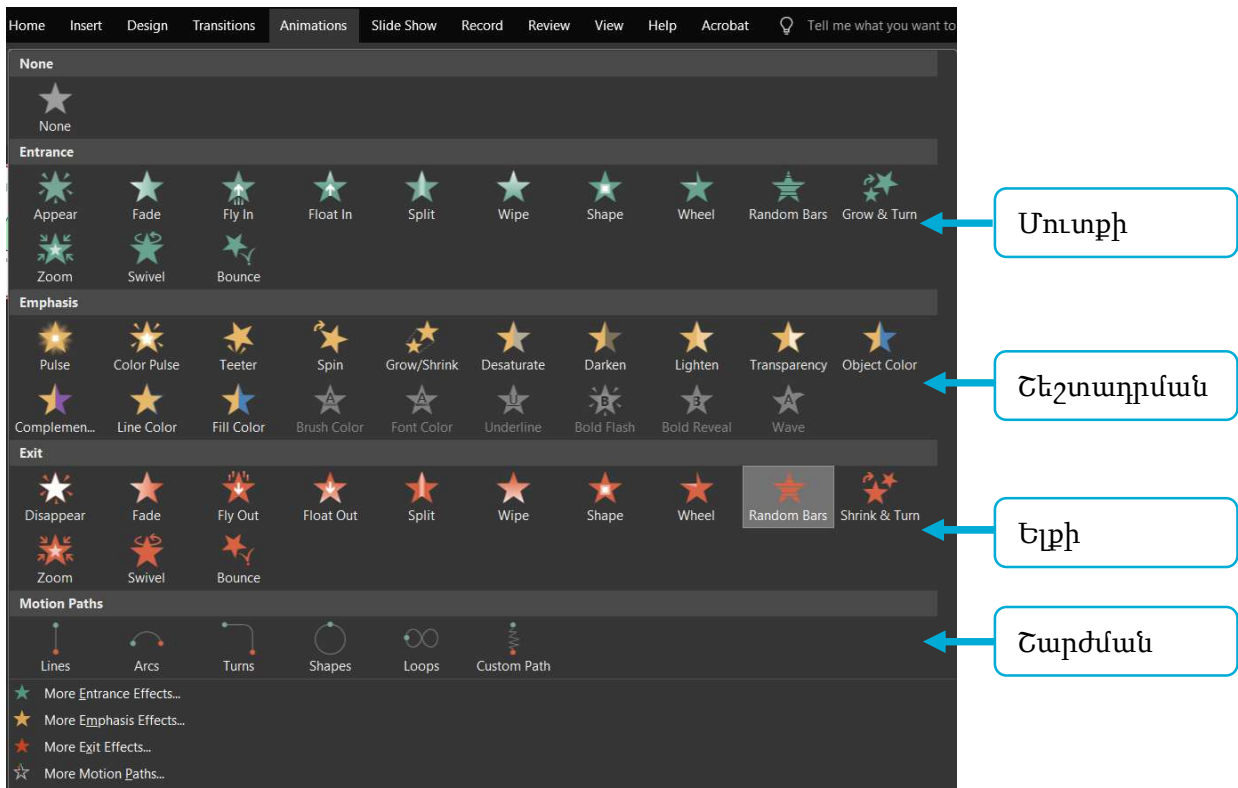 Home Insert Design Transitions Animations Slide Show Record Review View Help Acrobat Tell me what you want to
None
None
Entrance
Appear Fade Fly In Float In Split Wipe Shape Wheel Random Bars Grow & Turn
Մուտքի
Zoom Swivel Bounce
Emphasis
Pulse Color Pulse Teeter Spin Grow/Shrink Desaturate Darken Lighten Transparency Object Color
Շեշտադրման
Complemen... Line Color Fill Color Brush Color Font Color Underline Bold Flash Bold Reveal Wave
Exit
Disappear Fade Fly Out Float Out Split Wipe Shape Wheel Random Bars Shrink & Turn
Ելքի
Zoom Swivel Bounce
Motion Paths
Շարժման
Lines Arcs Turns Shapes Loops Custom Path
More Entrance Effects...
More Emphasis Effects...
More Exit Effects...
More Motion Paths...